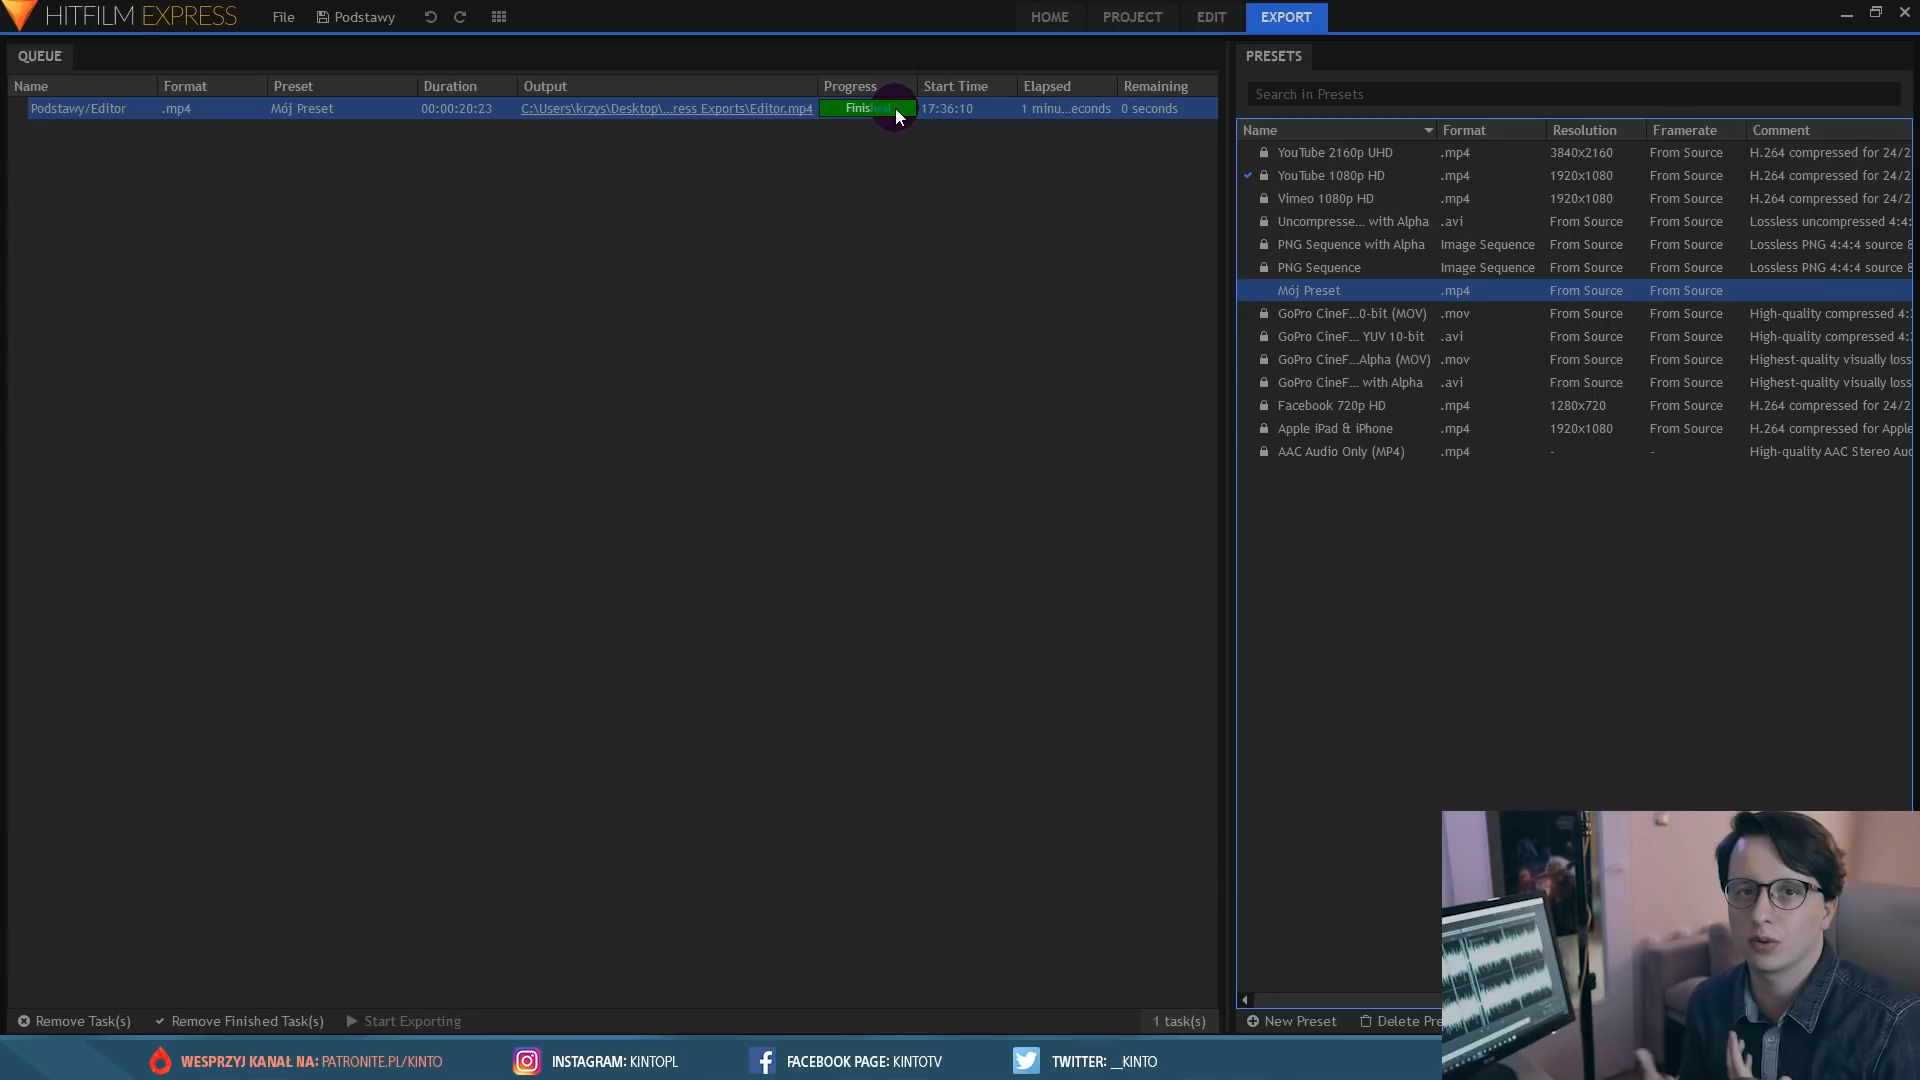 HITFILM EXPRESS File Podstawy HOME PROJECT EDIT EXPORT
QUEUE
Name Format Preset Duration Output Progress Start Time Elapsed Remaining
Podstawy/Editor .mp4 Mój Preset 00:00:20:23 C:\Users\krzys\Desktop\...ress Exports\Editor.mp4 Finished 17:36:10 1 minu...econds 0 seconds
Remove Task(s) Remove Finished Task(s) Start Exporting 1 task(s)
PRESETS
Search in Presets
Name Format Resolution Framerate Comment
YouTube 2160p UHD .mp4 3840x2160 From Source H.264 compressed for 24/2
YouTube 1080p HD .mp4 1920x1080 From Source H.264 compressed for 24/2
Vimeo 1080p HD .mp4 1920x1080 From Source H.264 compressed for 24/2
Uncompresse... with Alpha .avi From Source From Source Lossless uncompressed 4:4:
PNG Sequence with Alpha Image Sequence From Source From Source Lossless PNG 4:4:4 source 8
PNG Sequence Image Sequence From Source From Source Lossless PNG 4:4:4 source 8
Mój Preset .mp4 From Source From Source
GoPro CineF...0-bit (MOV) .mov From Source From Source High-quality compressed 4:
GoPro CineF... YUV 10-bit .avi From Source From Source High-quality compressed 4:
GoPro CineF...Alpha (MOV) .mov From Source From Source Highest-quality visually loss
GoPro CineF... with Alpha .avi From Source From Source Highest-quality visually loss
Facebook 720p HD .mp4 1280x720 From Source H.264 compressed for 24/2
Apple iPad & iPhone .mp4 1920x1080 From Source H.264 compressed for Apple
AAC Audio Only (MP4) .mp4 - - High-quality AAC Stereo Aud
New Preset Delete Pre
WESPRZYJ KANAŁ NA: PATRONITE.PL/KINTO INSTAGRAM: KINTOPL FACEBOOK PAGE: KINTOTV TWITTER: __KINTO